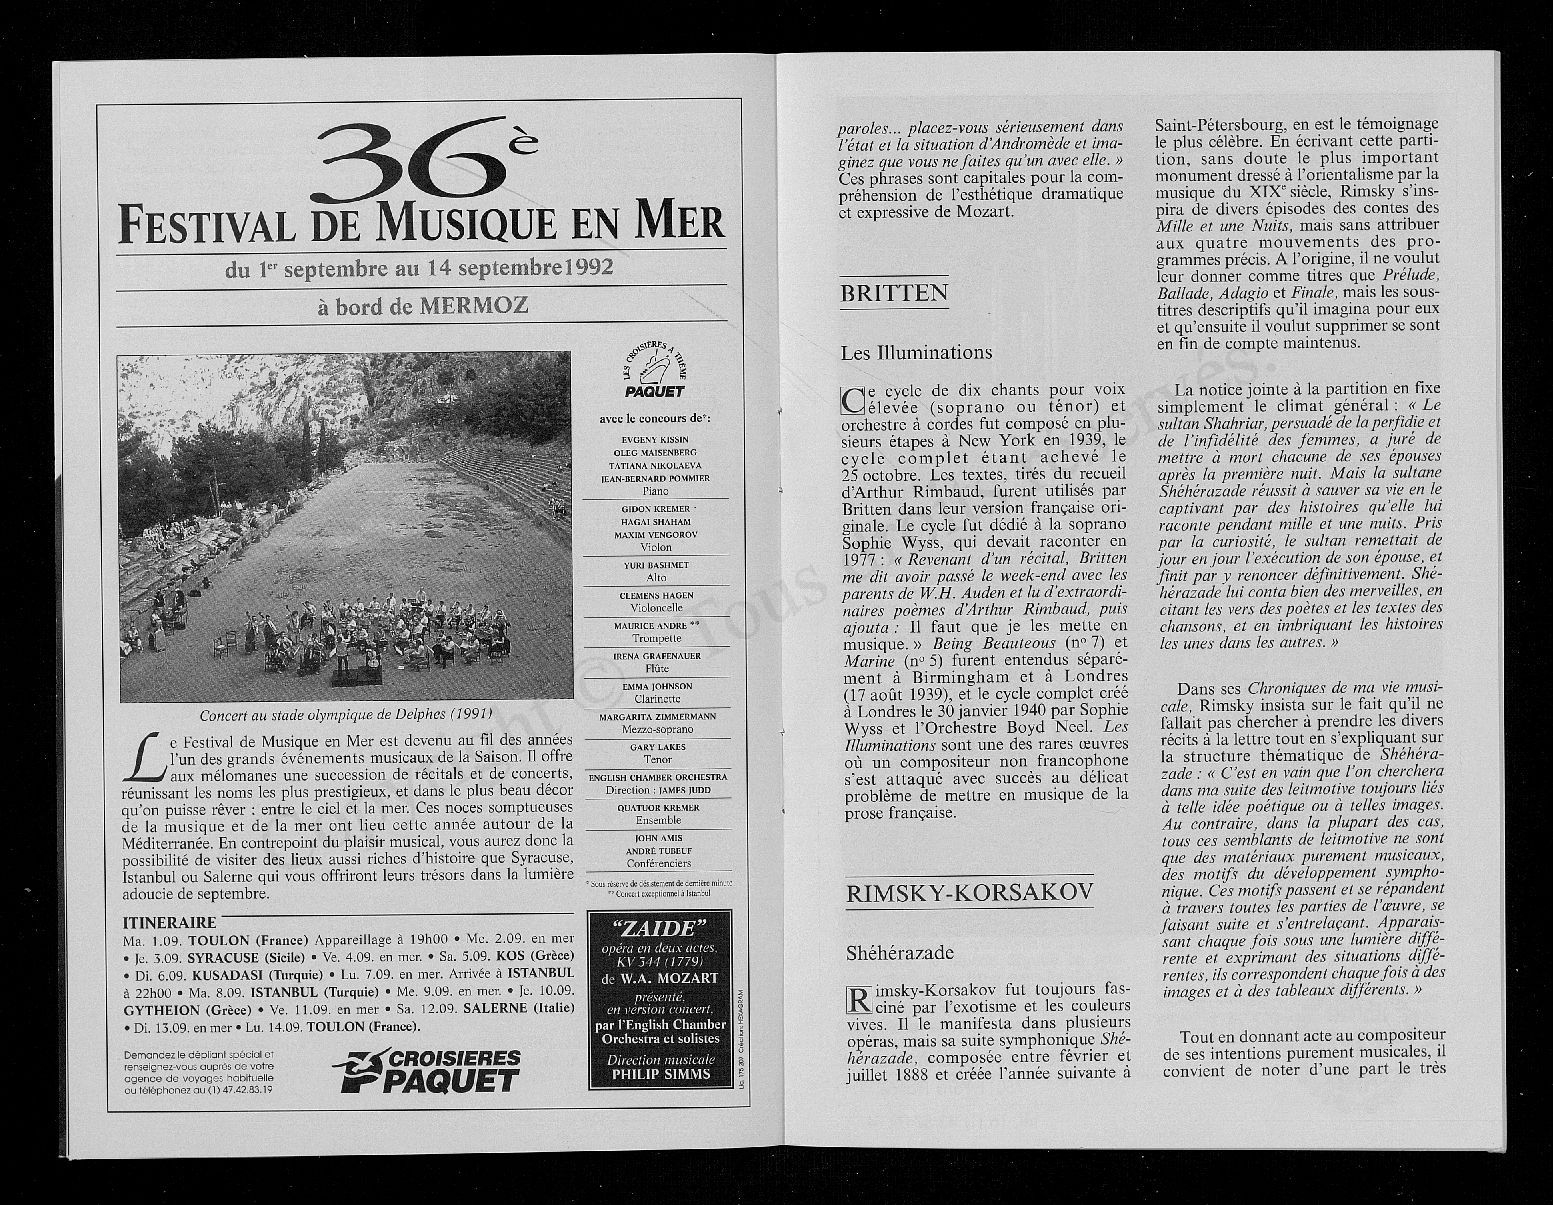 36è
FESTIVAL DE MUSIQUE EN MER
du 1er septembre au 14 septembre1992
à bord de MERMOZ
LES CROISIERES A THÈME
PAQUET
avec le concours de*:
EVGENY KISSIN
OLEG MAISENBERG
TATIANA NIKOLAEVA
JEAN-BERNARD POMMIER
Piano
GIDON KREMER
HAGAI SHAHAM
MAXIM VENGOROV
Violon
YURI BASHMET
Alto
CLEMENS HAGEN
Violoncelle
MAURICE ANDRE **
Trompette
IRENA GRAFENAUER
Flûte
EMMA JOHNSON
Clarinette
MARGARITA ZIMMERMANN
Mezzo-soprano
GARY LAKES
Tenor
ENGLISH CHAMBER ORCHESTRA
Direction : JAMES JUDD
QUATUOR KREMER
Ensemble
JOHN AMIS
ANDRÉ TUBEUF
Conférenciers
* Sous réserve de désistement de dernière minute
** Concert exceptionnel à Istanbul
Concert au stade olympique de Delphes (1991)
Le Festival de Musique en Mer est devenu au fil des années
l'un des grands événements musicaux de la Saison. Il offre
aux mélomanes une succession de récitals et de concerts,
réunissant les noms les plus prestigieux, et dans le plus beau décor
qu'on puisse rêver : entre le ciel et la mer. Ces noces somptueuses
de la musique et de la mer ont lieu cette année autour de la
Méditerranée. En contrepoint du plaisir musical, vous aurez donc la
possibilité de visiter des lieux aussi riches d'histoire que Syracuse,
Istanbul ou Salerne qui vous offriront leurs trésors dans la lumière
adoucie de septembre.
ITINERAIRE
Ma. 1.09. TOULON (France) Appareillage à 19h00 • Me. 2.09. en mer
• Je. 3.09. SYRACUSE (Sicile) • Ve. 4.09. en mer. • Sa. 5.09. KOS (Grèce)
• Di. 6.09. KUSADASI (Turquie) • Lu. 7.09. en mer. Arrivée à ISTANBUL
à 22h00 • Ma. 8.09. ISTANBUL (Turquie) • Me. 9.09. en mer. • Je. 10.09.
GYTHEION (Grèce) • Ve. 11.09. en mer • Sa. 12.09. SALERNE (Italie)
• Di. 13.09. en mer • Lu. 14.09. TOULON (France).
Demandez le dépliant spécial et
renseignez-vous auprès de votre
agence de voyages habituelle
ou téléphonez au (1) 47.42.83.19
CROISIERES
PAQUET
"ZAIDE"
opéra en deux actes,
KV 344 (1779)
de W.A. MOZART
présenté,
en version concert,
par l'English Chamber
Orchestra et solistes
Direction musicale
PHILIP SIMMS
Lic. 175 201 Création: HEXAGRAM
paroles... placez-vous sérieusement dans
l'état et la situation d'Andromède et ima-
ginez que vous ne faites qu'un avec elle. »
Ces phrases sont capitales pour la com-
préhension de l'esthétique dramatique
et expressive de Mozart.
BRITTEN
Les Illuminations
Ce cycle de dix chants pour voix
élevée (soprano ou ténor) et
orchestre à cordes fut composé en plu-
sieurs étapes à New York en 1939, le
cycle complet étant achevé le
25 octobre. Les textes, tirés du recueil
d'Arthur Rimbaud, furent utilisés par
Britten dans leur version française ori-
ginale. Le cycle fut dédié à la soprano
Sophie Wyss, qui devait raconter en
1977 : « Revenant d'un récital, Britten
me dit avoir passé le week-end avec les
parents de W.H. Auden et lu d'extraordi-
naires poèmes d'Arthur Rimbaud, puis
ajouta : Il faut que je les mette en
musique. » Being Beauteous (n° 7) et
Marine (n° 5) furent entendus séparé-
ment à Birmingham et à Londres
(17 août 1939), et le cycle complet créé
à Londres le 30 janvier 1940 par Sophie
Wyss et l'Orchestre Boyd Neel. Les
Illuminations sont une des rares œuvres
où un compositeur non francophone
s'est attaqué avec succès au délicat
problème de mettre en musique de la
prose française.
RIMSKY-KORSAKOV
Shéhérazade
Rimsky-Korsakov fut toujours fas-
ciné par l'exotisme et les couleurs
vives. Il le manifesta dans plusieurs
opéras, mais sa suite symphonique Shé-
hérazade, composée entre février et
juillet 1888 et créée l'année suivante à
Saint-Pétersbourg, en est le témoignage
le plus célèbre. En écrivant cette parti-
tion, sans doute le plus important
monument dressé à l'orientalisme par la
musique du XIXe siècle, Rimsky s'ins-
pira de divers épisodes des contes des
Mille et une Nuits, mais sans attribuer
aux quatre mouvements des pro-
grammes précis. A l'origine, il ne voulut
leur donner comme titres que Prélude,
Ballade, Adagio et Finale, mais les sous-
titres descriptifs qu'il imagina pour eux
et qu'ensuite il voulut supprimer se sont
en fin de compte maintenus.
La notice jointe à la partition en fixe
simplement le climat général : « Le
sultan Shahriar, persuadé de la perfidie et
de l'infidélité des femmes, a juré de
mettre à mort chacune de ses épouses
après la première nuit. Mais la sultane
Shéhérazade réussit à sauver sa vie en le
captivant par des histoires qu'elle lui
raconte pendant mille et une nuits. Pris
par la curiosité, le sultan remettait de
jour en jour l'exécution de son épouse, et
finit par y renoncer définitivement. Shé-
hérazade lui conta bien des merveilles, en
citant les vers des poètes et les textes des
chansons, et en imbriquant les histoires
les unes dans les autres. »
Dans ses Chroniques de ma vie musi-
cale, Rimsky insista sur le fait qu'il ne
fallait pas chercher à prendre les divers
récits à la lettre tout en s'expliquant sur
la structure thématique de Shéhéra-
zade : « C'est en vain que l'on cherchera
dans ma suite des leitmotive toujours liés
à telle idée poétique ou à telles images.
Au contraire, dans la plupart des cas,
tous ces semblants de leitmotive ne sont
que des matériaux purement musicaux,
des motifs du développement sympho-
nique. Ces motifs passent et se répandent
à travers toutes les parties de l'œuvre, se
faisant suite et s'entrelaçant. Apparais-
sant chaque fois sous une lumière diffé-
rente et exprimant des situations diffé-
rentes, ils correspondent chaque fois à des
images et à des tableaux différents. »
Tout en donnant acte au compositeur
de ses intentions purement musicales, il
convient de noter d'une part le très